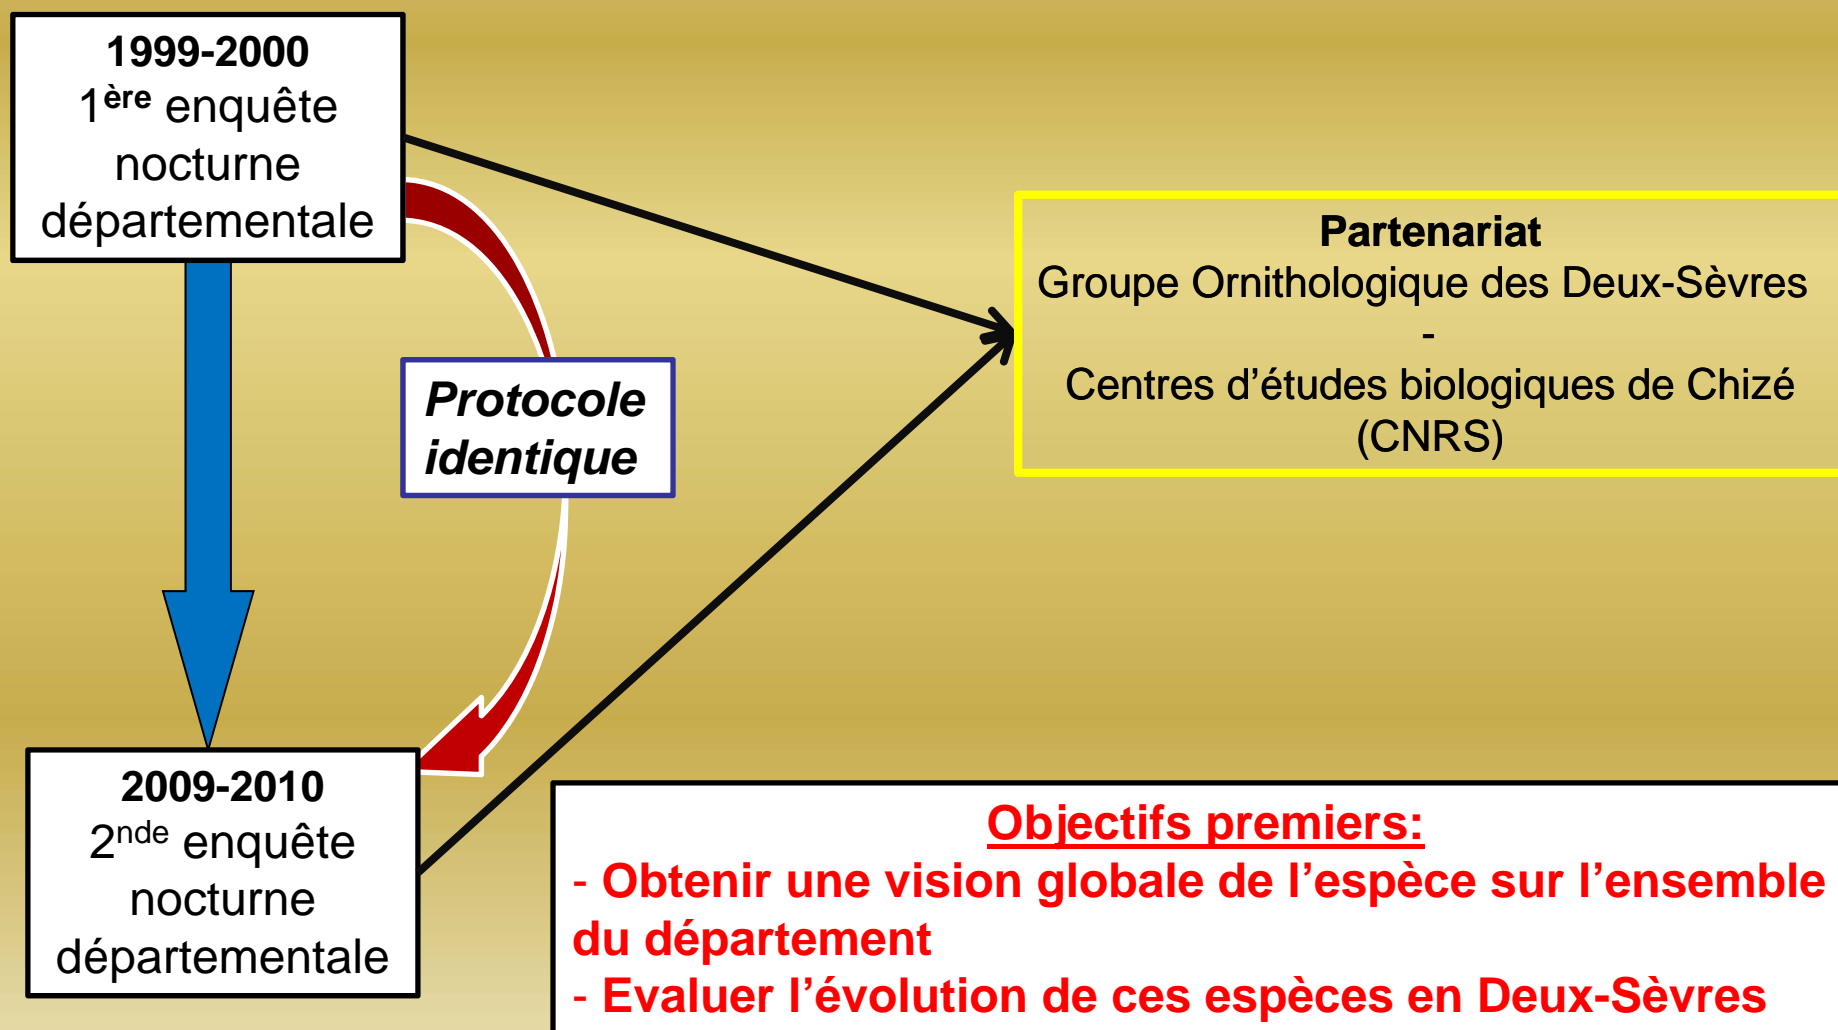 1999-2000
1ère enquête
nocturne
départementale
Partenariat
Groupe Ornithologique des Deux-Sèvres
-
Centres d'études biologiques de Chizé
(CNRS)
Protocole
identique
2009-2010
2nde enquête
nocturne
départementale
Objectifs premiers:
- Obtenir une vision globale de l'espèce sur l'ensemble
du département
- Evaluer l'évolution de ces espèces en Deux-Sèvres